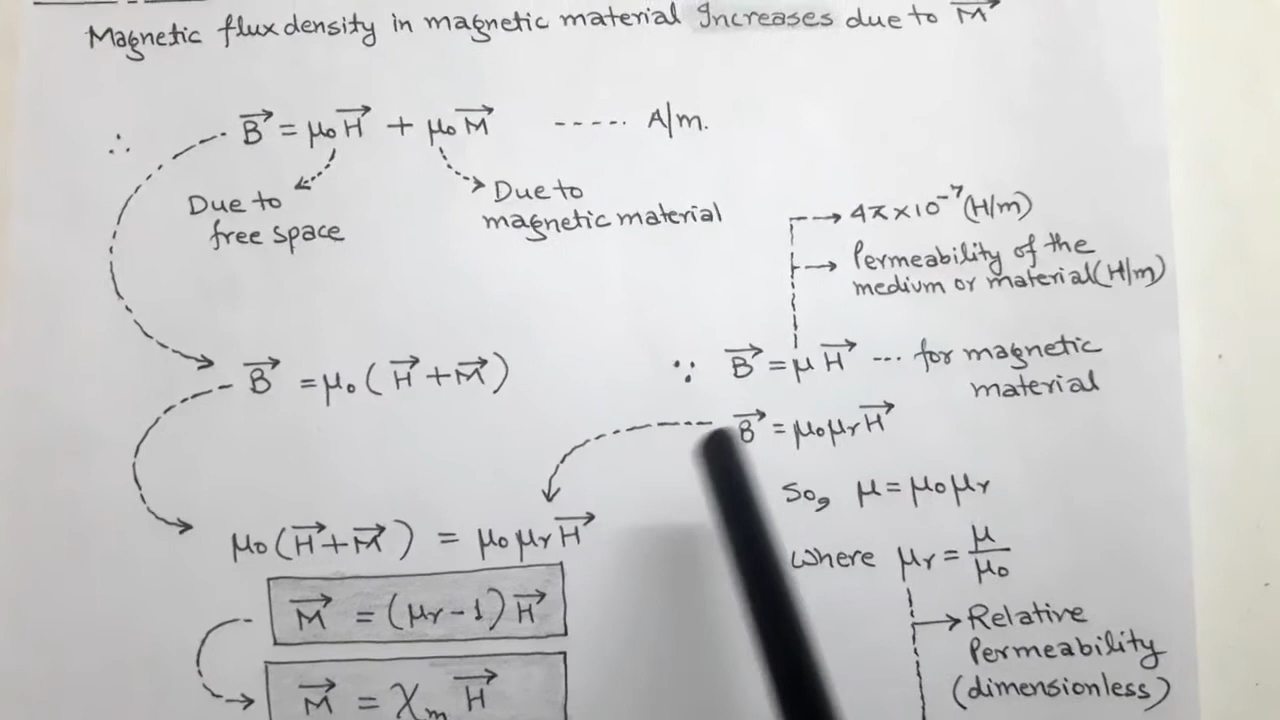 Magnetic flux density in magnetic material Increases due to M⃗
∴ B⃗ = μ₀H⃗ + μ₀M⃗ ----- A/m.
Due to
free space
Due to
magnetic material
4π×10⁻⁷(H/m)
Permeability of the
medium or material(H/m)
B⃗ = μ₀(H⃗+M⃗)
∵ B⃗ = μH⃗ --- for magnetic
material
B⃗ = μ₀μrH⃗
So, μ = μ₀μr
μ₀(H⃗+M⃗) = μ₀μrH⃗
where μr = μ/μ₀
M⃗ = (μr-1)H⃗
Relative
Permeability
(dimensionless)
M⃗ = χm H⃗